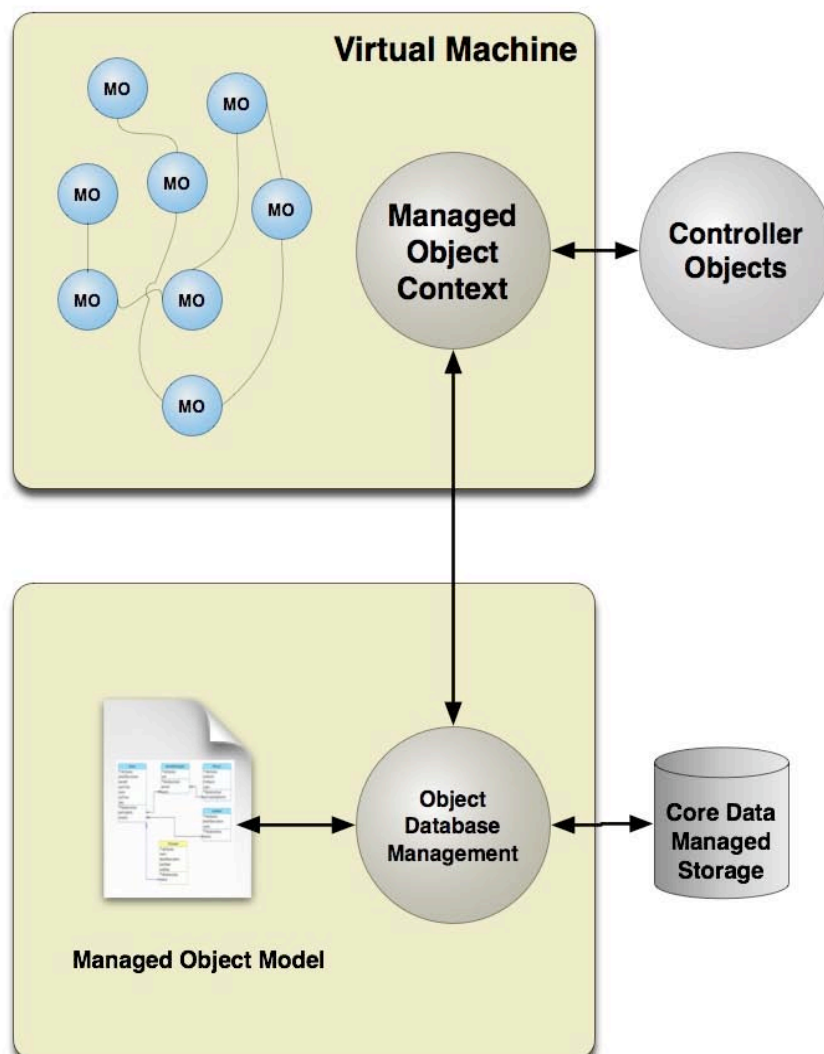 Virtual Machine
MO
MO
MO
MO
MO
MO
MO
MO
Managed
Object
Context
Controller
Objects
Object
Database
Management
Core Data
Managed
Storage
Managed Object Model